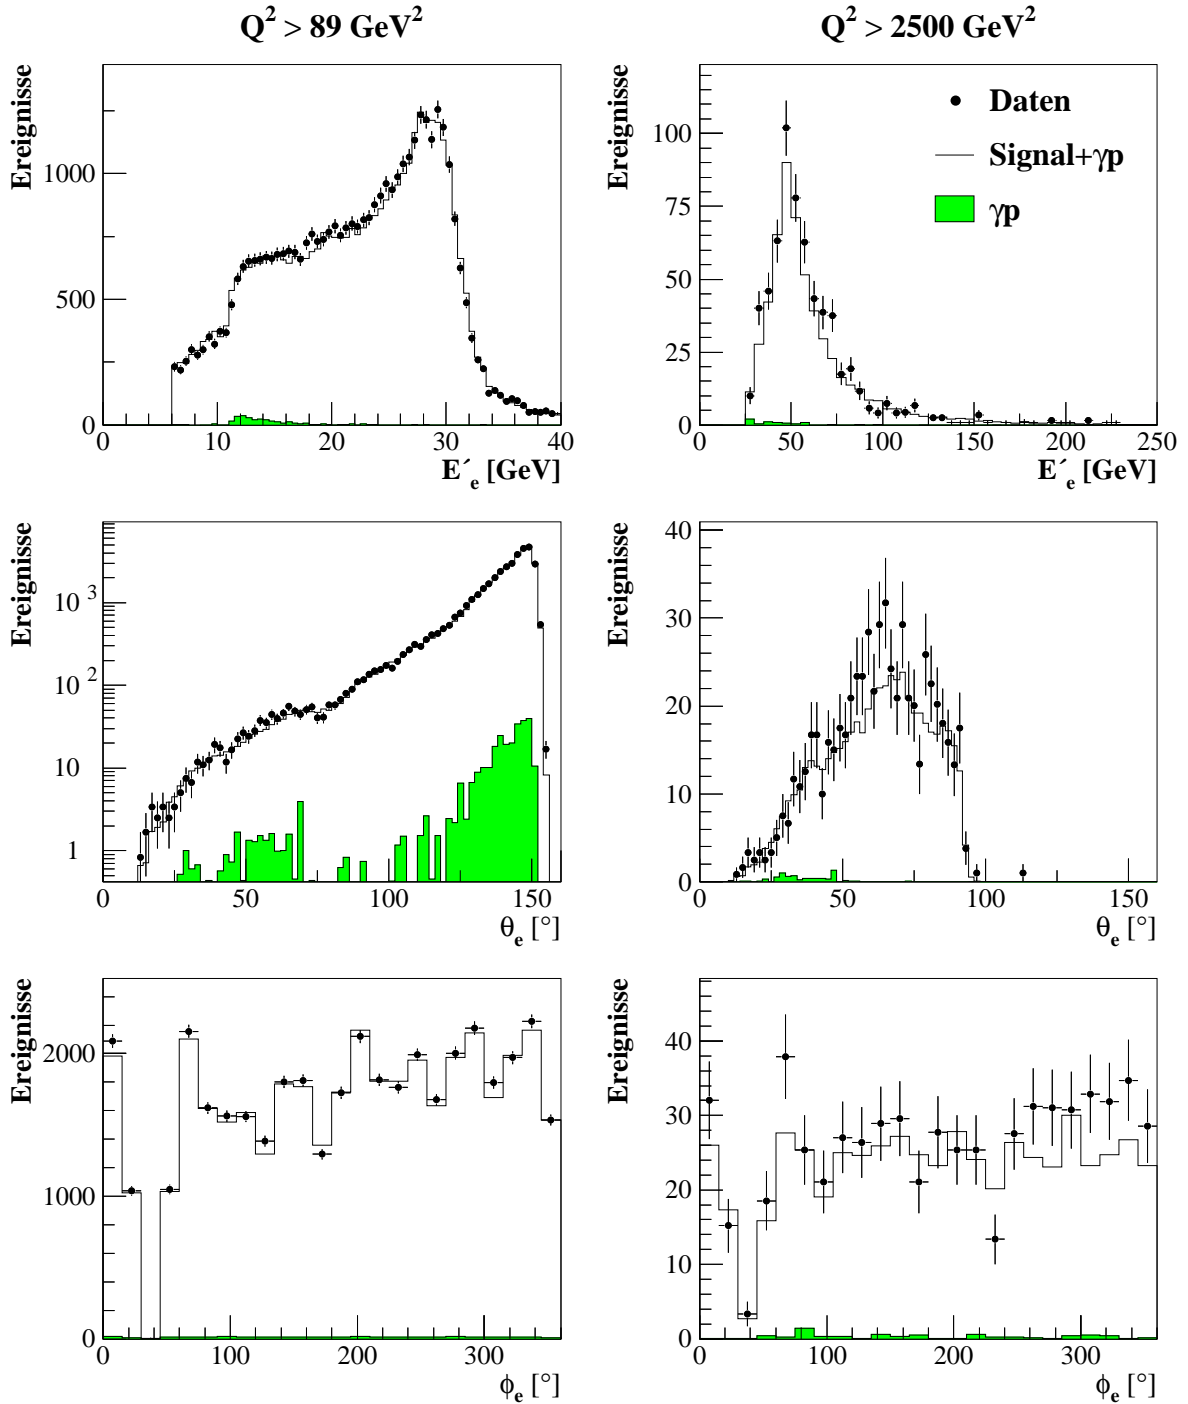 Q² > 89 GeV²
Q² > 2500 GeV²
Ereignisse
1000
500
0
0 10 20 30 40
E´e [GeV]
Ereignisse
100
75
50
25
0
0 50 100 150 200 250
E´e [GeV]
Daten
Signal+γp
γp
Ereignisse
10³
10²
10
1
50 100 150
θe [°]
Ereignisse
40
30
20
10
0
0 50 100 150
θe [°]
Ereignisse
2000
1000
0
0 100 200 300
ϕe [°]
Ereignisse
40
30
20
10
0
0 100 200 300
ϕe [°]